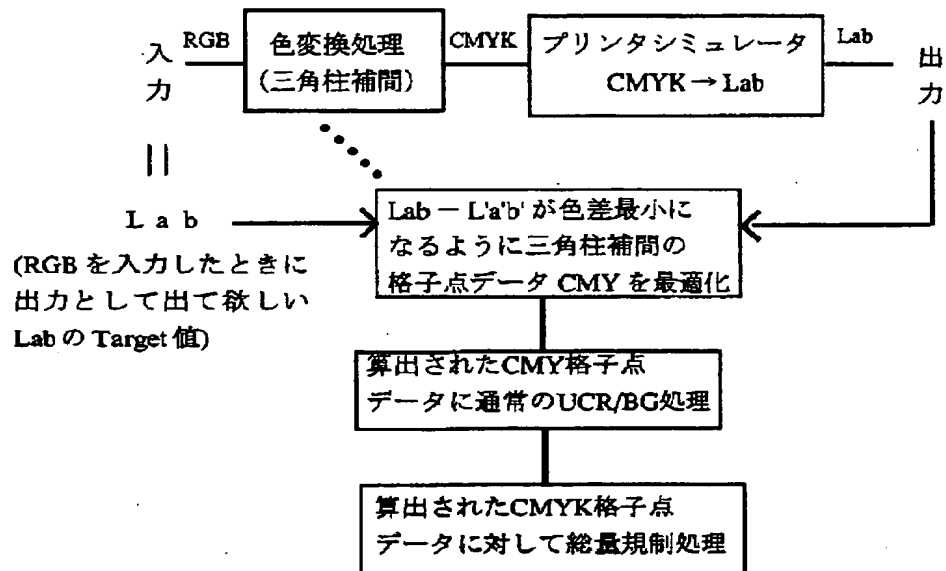 入力
RGB
色変換処理
(三角柱補間)
CMYK
プリンタシミュレータ
CMYK→Lab
Lab
出力
||
Lab
(RGBを入力したときに
出力として出て欲しい
LabのTarget値)
Lab－L'a'b'が色差最小に
なるように三角柱補間の
格子点データCMYを最適化
算出されたCMY格子点
データに通常のUCR/BG処理
算出されたCMYK格子点
データに対して総量規制処理